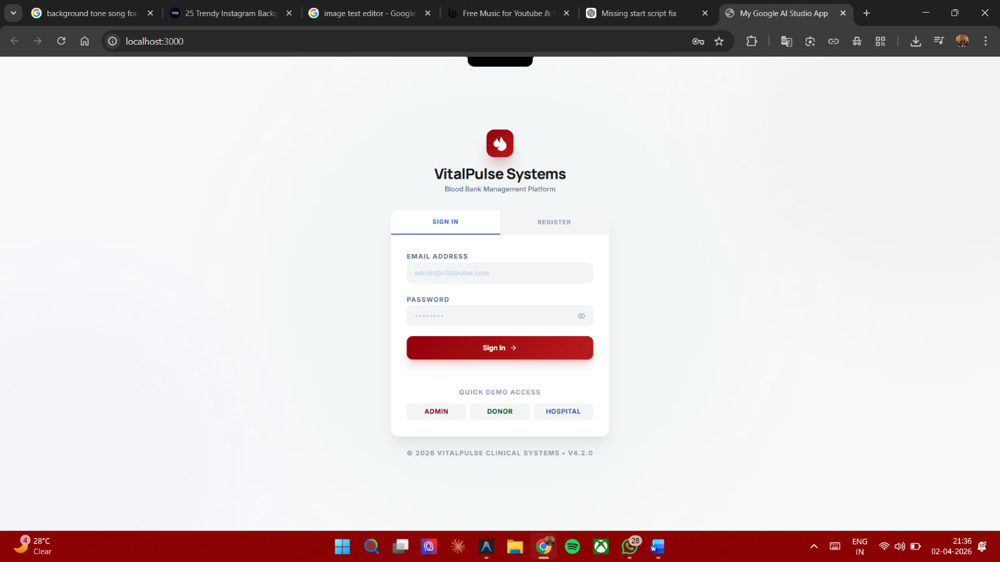 background tone song for
25 Trendy Instagram Backg
image text editor - Google
Free Music for Youtube &
Missing start script fix
My Google AI Studio App
localhost:3000
VitalPulse Systems
Blood Bank Management Platform
SIGN IN
REGISTER
EMAIL ADDRESS
admin@vitalpulse.com
PASSWORD
Sign In →
QUICK DEMO ACCESS
ADMIN
DONOR
HOSPITAL
© 2026 VITALPULSE CLINICAL SYSTEMS • V4.2.0
4
28°C
Clear
28
ENG
IN
21:36
02-04-2026